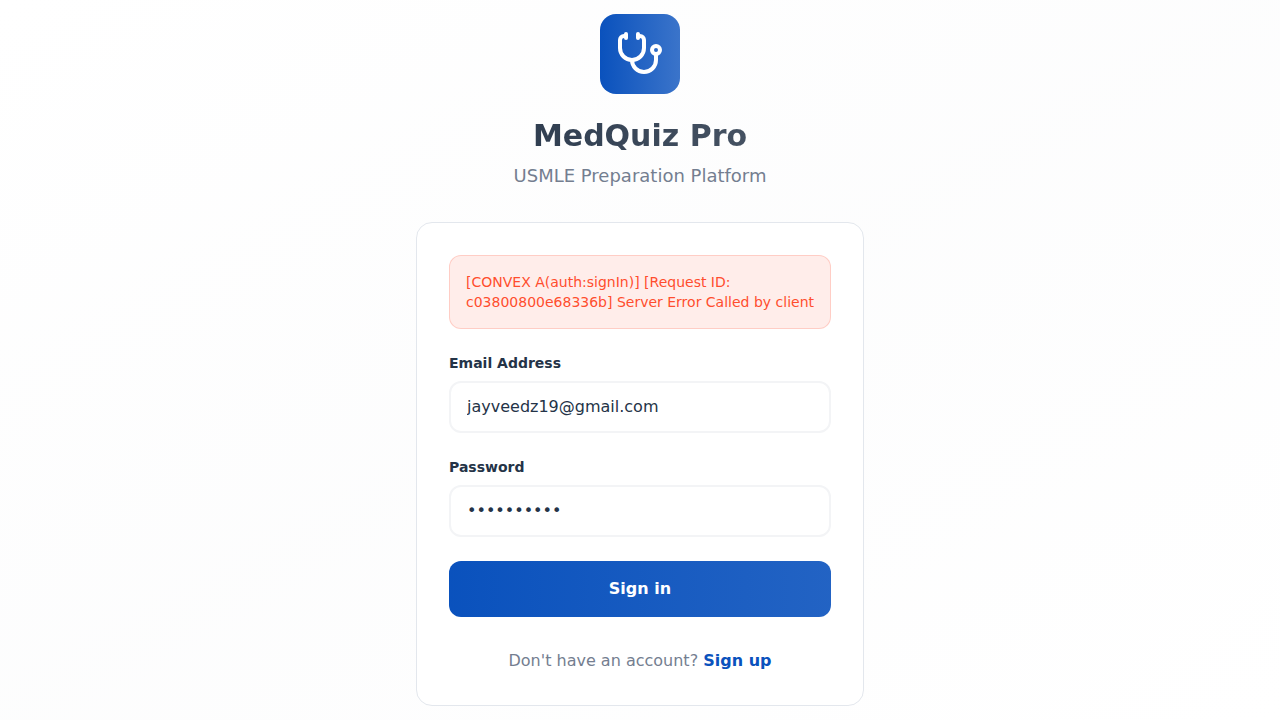 MedQuiz Pro
USMLE Preparation Platform
[CONVEX A(auth:signIn)] [Request ID:
c03800800e68336b] Server Error Called by client
Email Address
jayveedz19@gmail.com
Password
••••••••••
Sign in
Don't have an account? Sign up